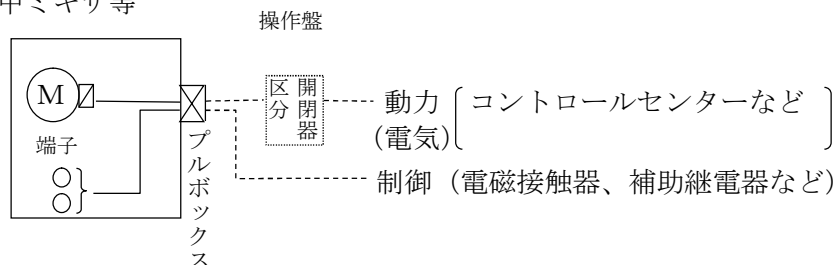 中ミキサ等
操作盤
M
端子
プルボックス
区分
開閉器
動力
(電気)
コントロールセンターなど
制御（電磁接触器、補助継電器など）